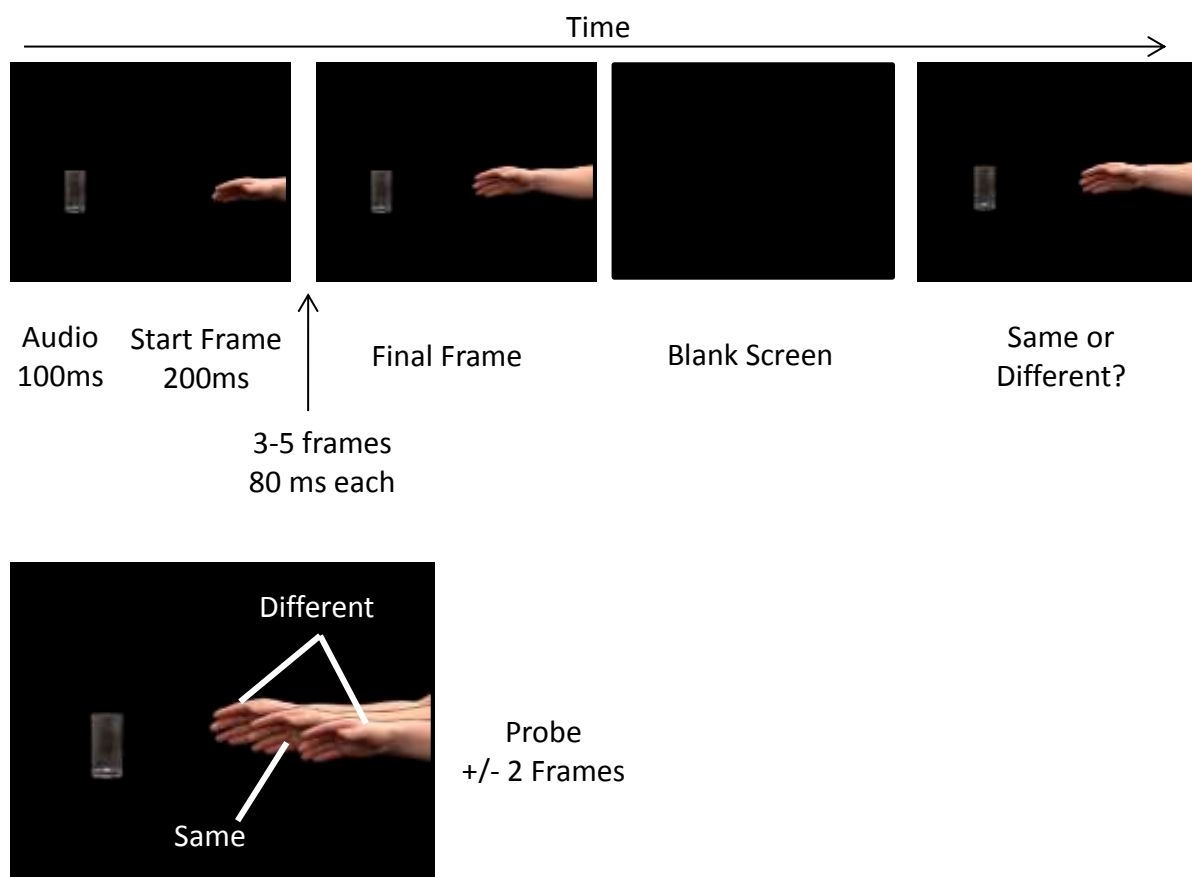 Time
Audio
100ms
Start Frame
200ms
Final Frame
Blank Screen
Same or
Different?
3-5 frames
80 ms each
Different
Same
Probe
+/- 2 Frames